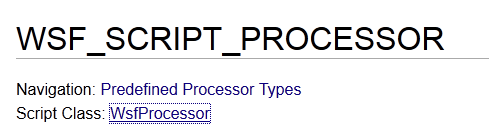 WSF_SCRIPT_PROCESSOR
Navigation: Predefined Processor Types
Script Class: WsfProcessor